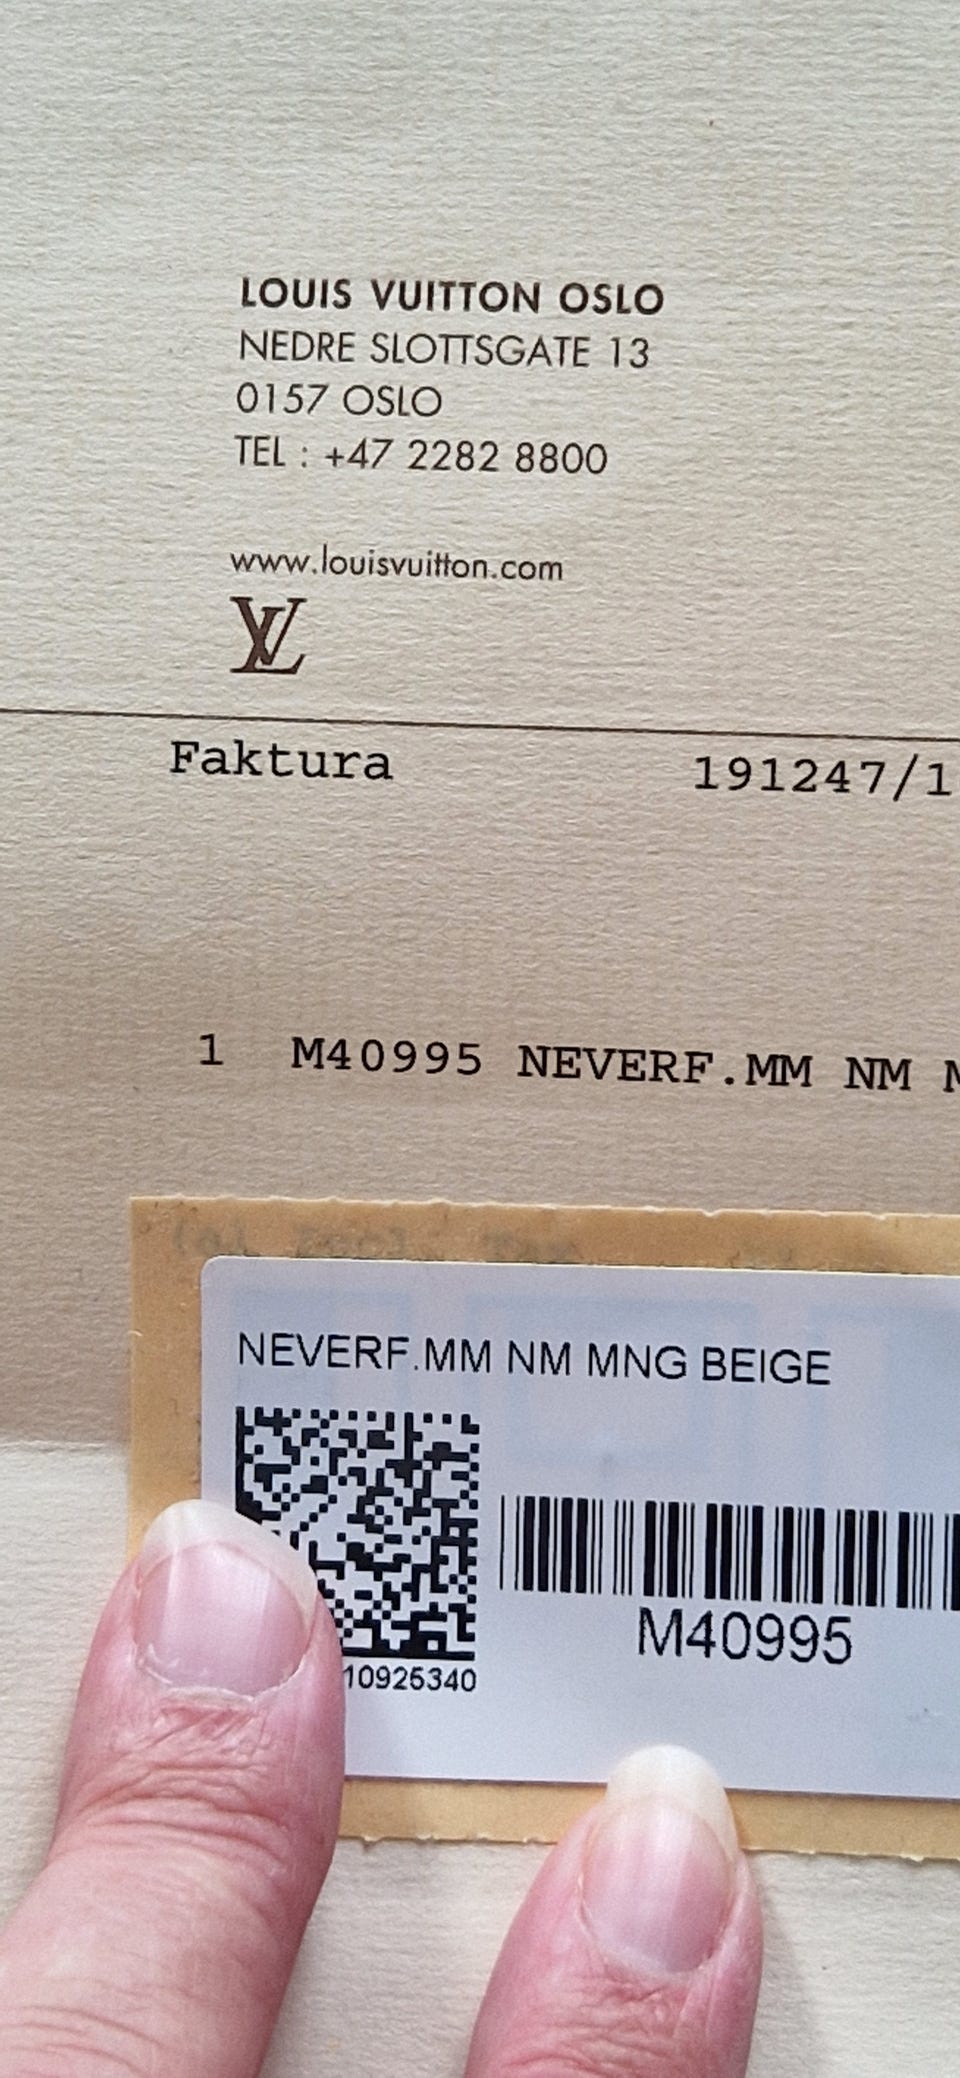 LOUIS VUITTON OSLO
NEDRE SLOTTSGATE 13
0157 OSLO
TEL : +47 2282 8800
www.louisvuitton.com
LV
Faktura 191247/1
1 M40995 NEVERF.MM NM
NEVERF.MM NM MNG BEIGE
M40995
10925340